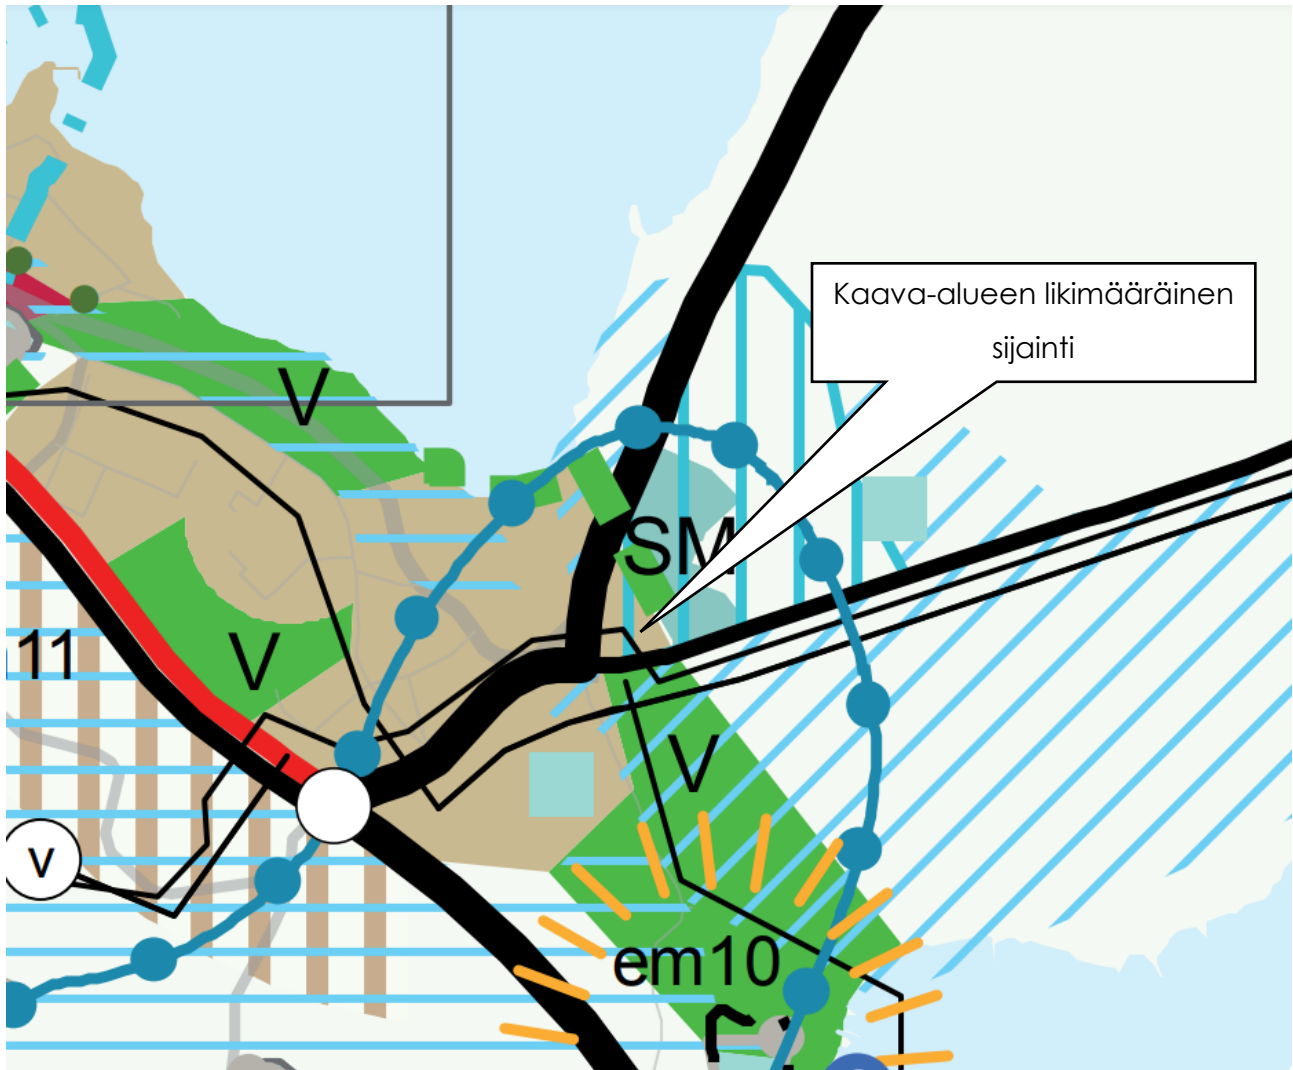 Kaava-alueen likimääräinen
sijainti
V
SM
11
V
V
v
em10